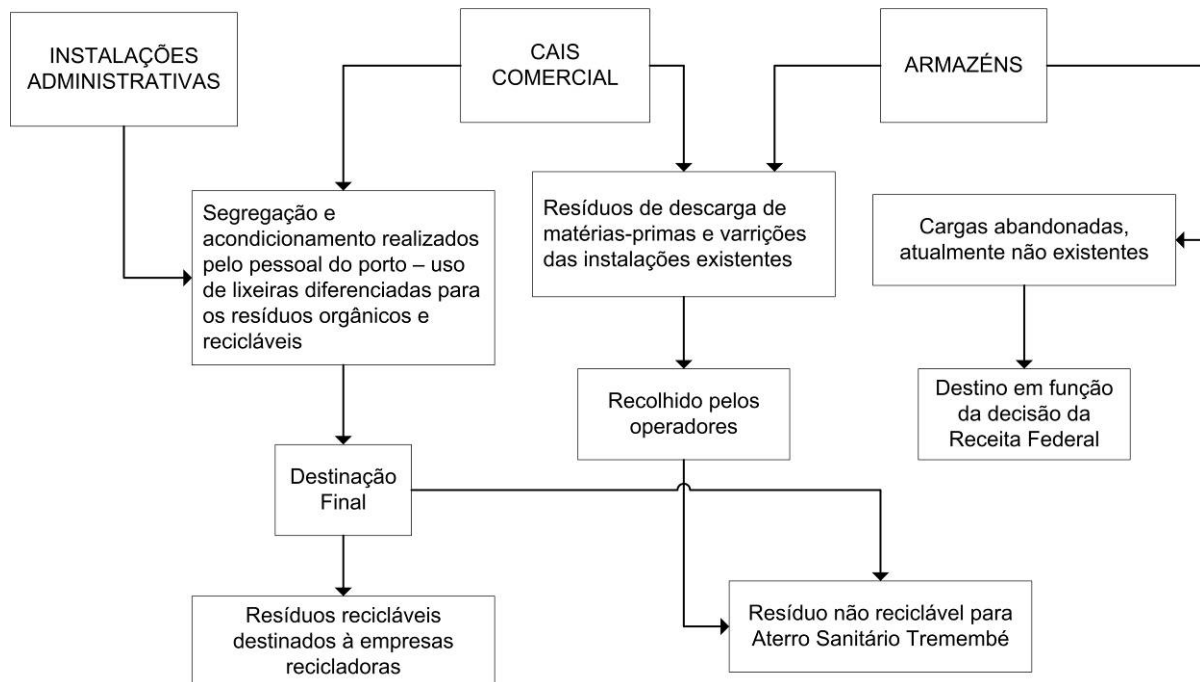 INSTALAÇÕES
ADMINISTRATIVAS
CAIS
COMERCIAL
ARMAZÉNS
Segregação e
acondicionamento realizados
pelo pessoal do porto – uso
de lixeiras diferenciadas para
os resíduos orgânicos e
recicláveis
Resíduos de descarga de
matérias-primas e varrições
das instalações existentes
Cargas abandonadas,
atualmente não existentes
Recolhido pelos
operadores
Destino em função
da decisão da
Receita Federal
Destinação
Final
Resíduos recicláveis
destinados à empresas
recicladoras
Resíduo não reciclável para
Aterro Sanitário Tremembé